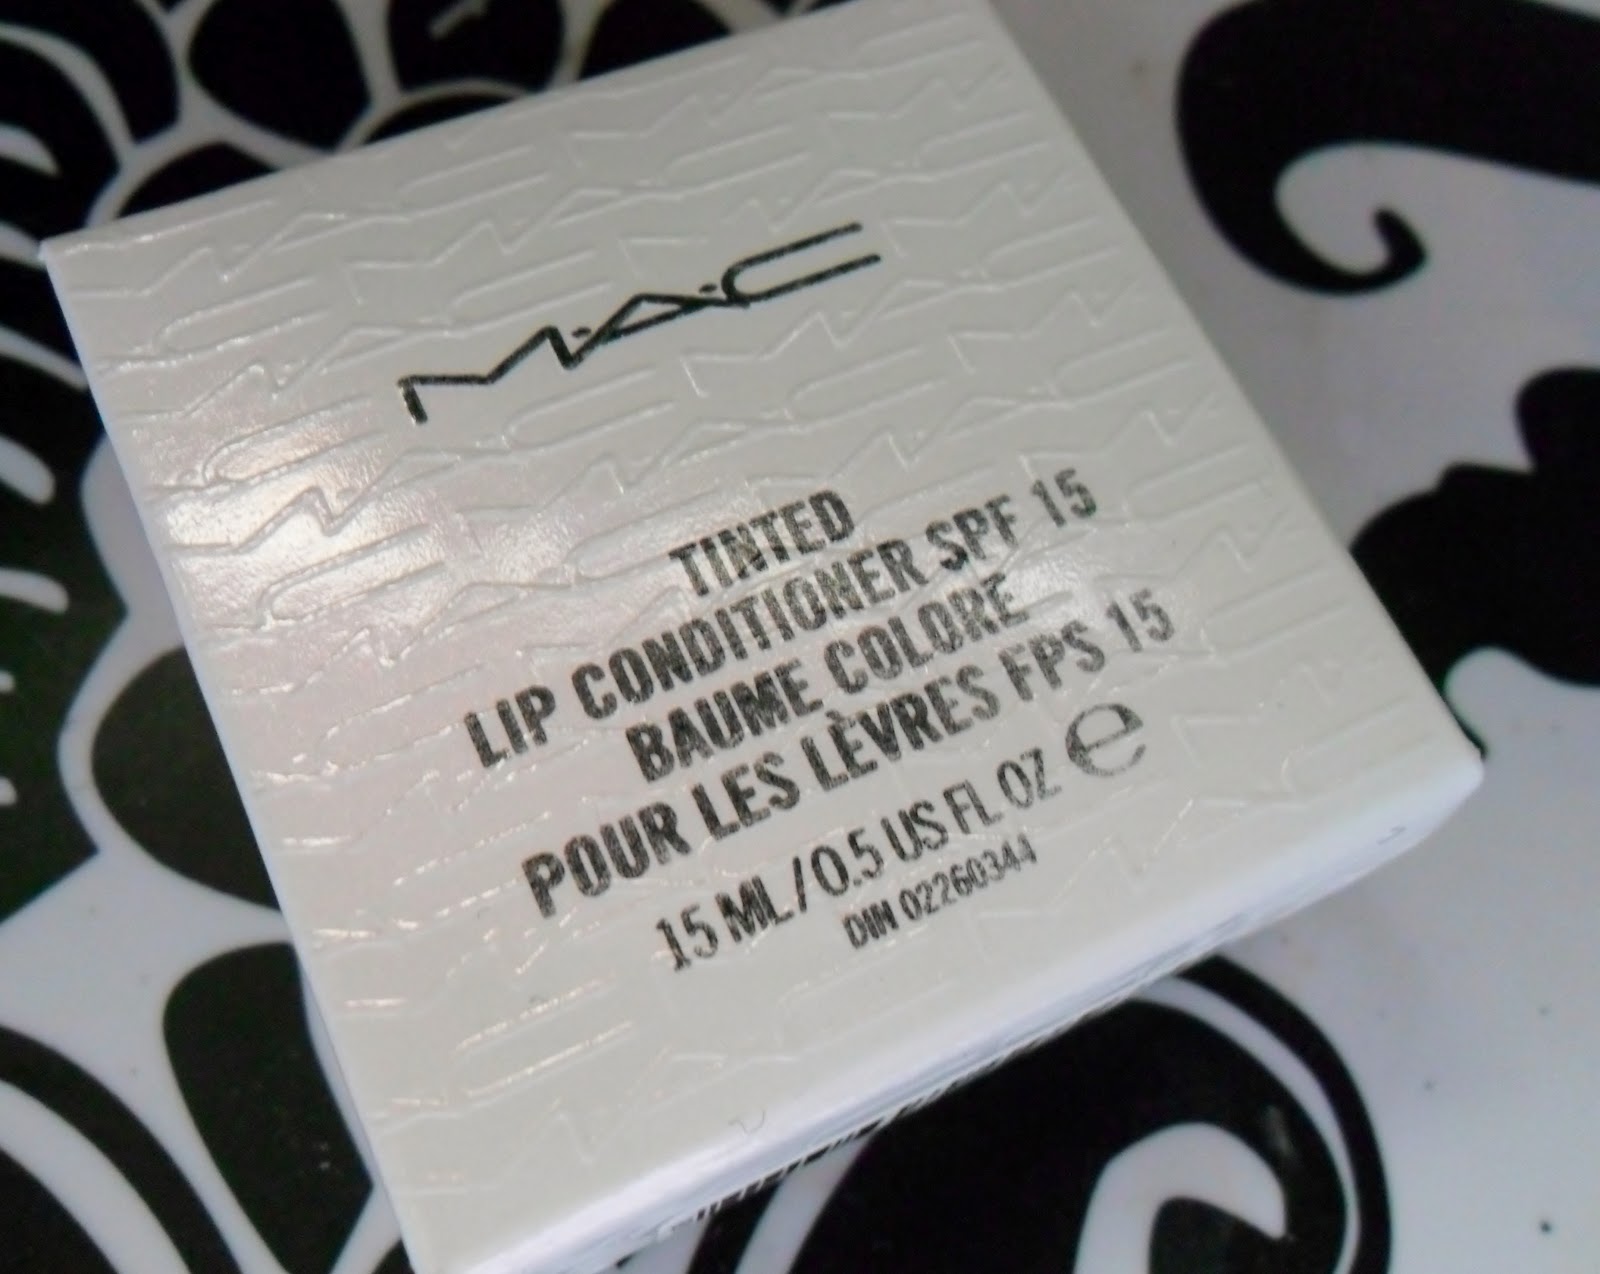 M·A·C
TINTED
LIP CONDITIONER SPF 15
BAUME COLORÉ
POUR LES LÈVRES FPS 15
15 ML/0.5 US FL OZ ℮
DIN 02260344